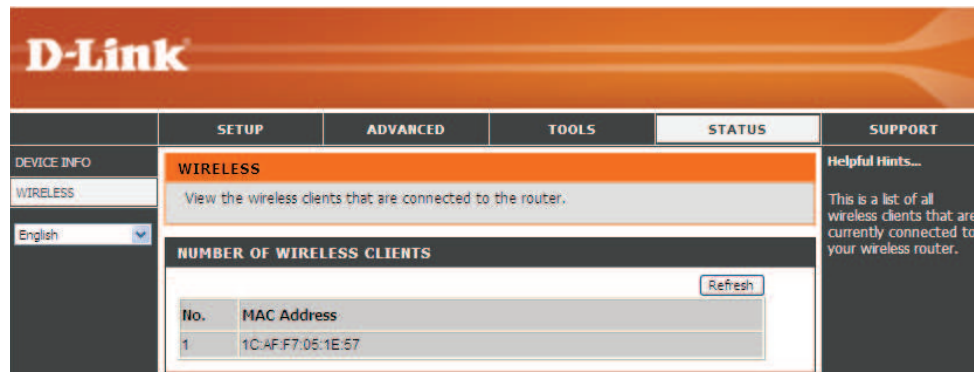 D-Link
SETUP ADVANCED TOOLS STATUS SUPPORT
DEVICE INFO
WIRELESS
English
WIRELESS
View the wireless clients that are connected to the router.
NUMBER OF WIRELESS CLIENTS
Refresh
No. MAC Address
1 1C:AF:F7:05:1E:57
Helpful Hints...
This is a list of all
wireless clients that are
currently connected to
your wireless router.